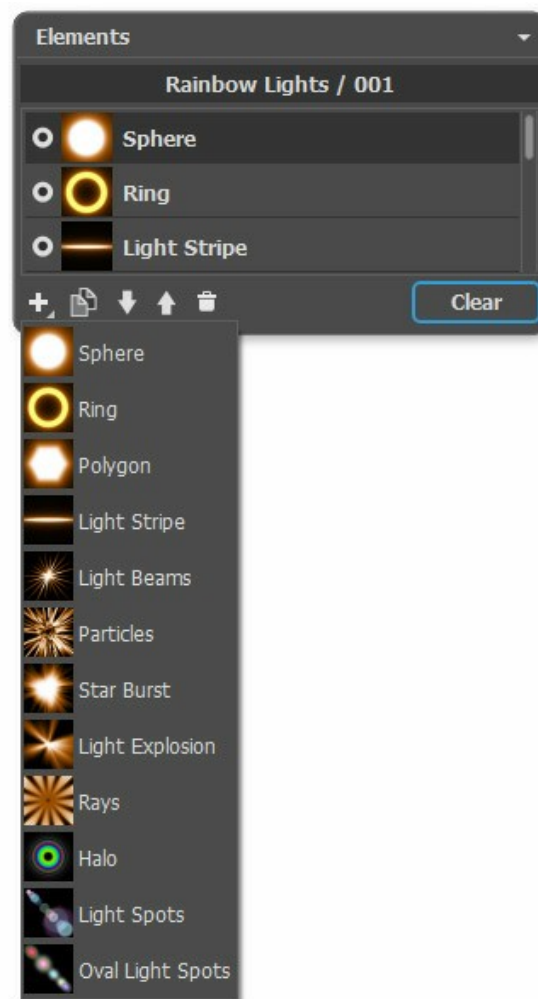 Elements
Rainbow Lights / 001
Sphere
Ring
Light Stripe
Clear
Sphere
Ring
Polygon
Light Stripe
Light Beams
Particles
Star Burst
Light Explosion
Rays
Halo
Light Spots
Oval Light Spots